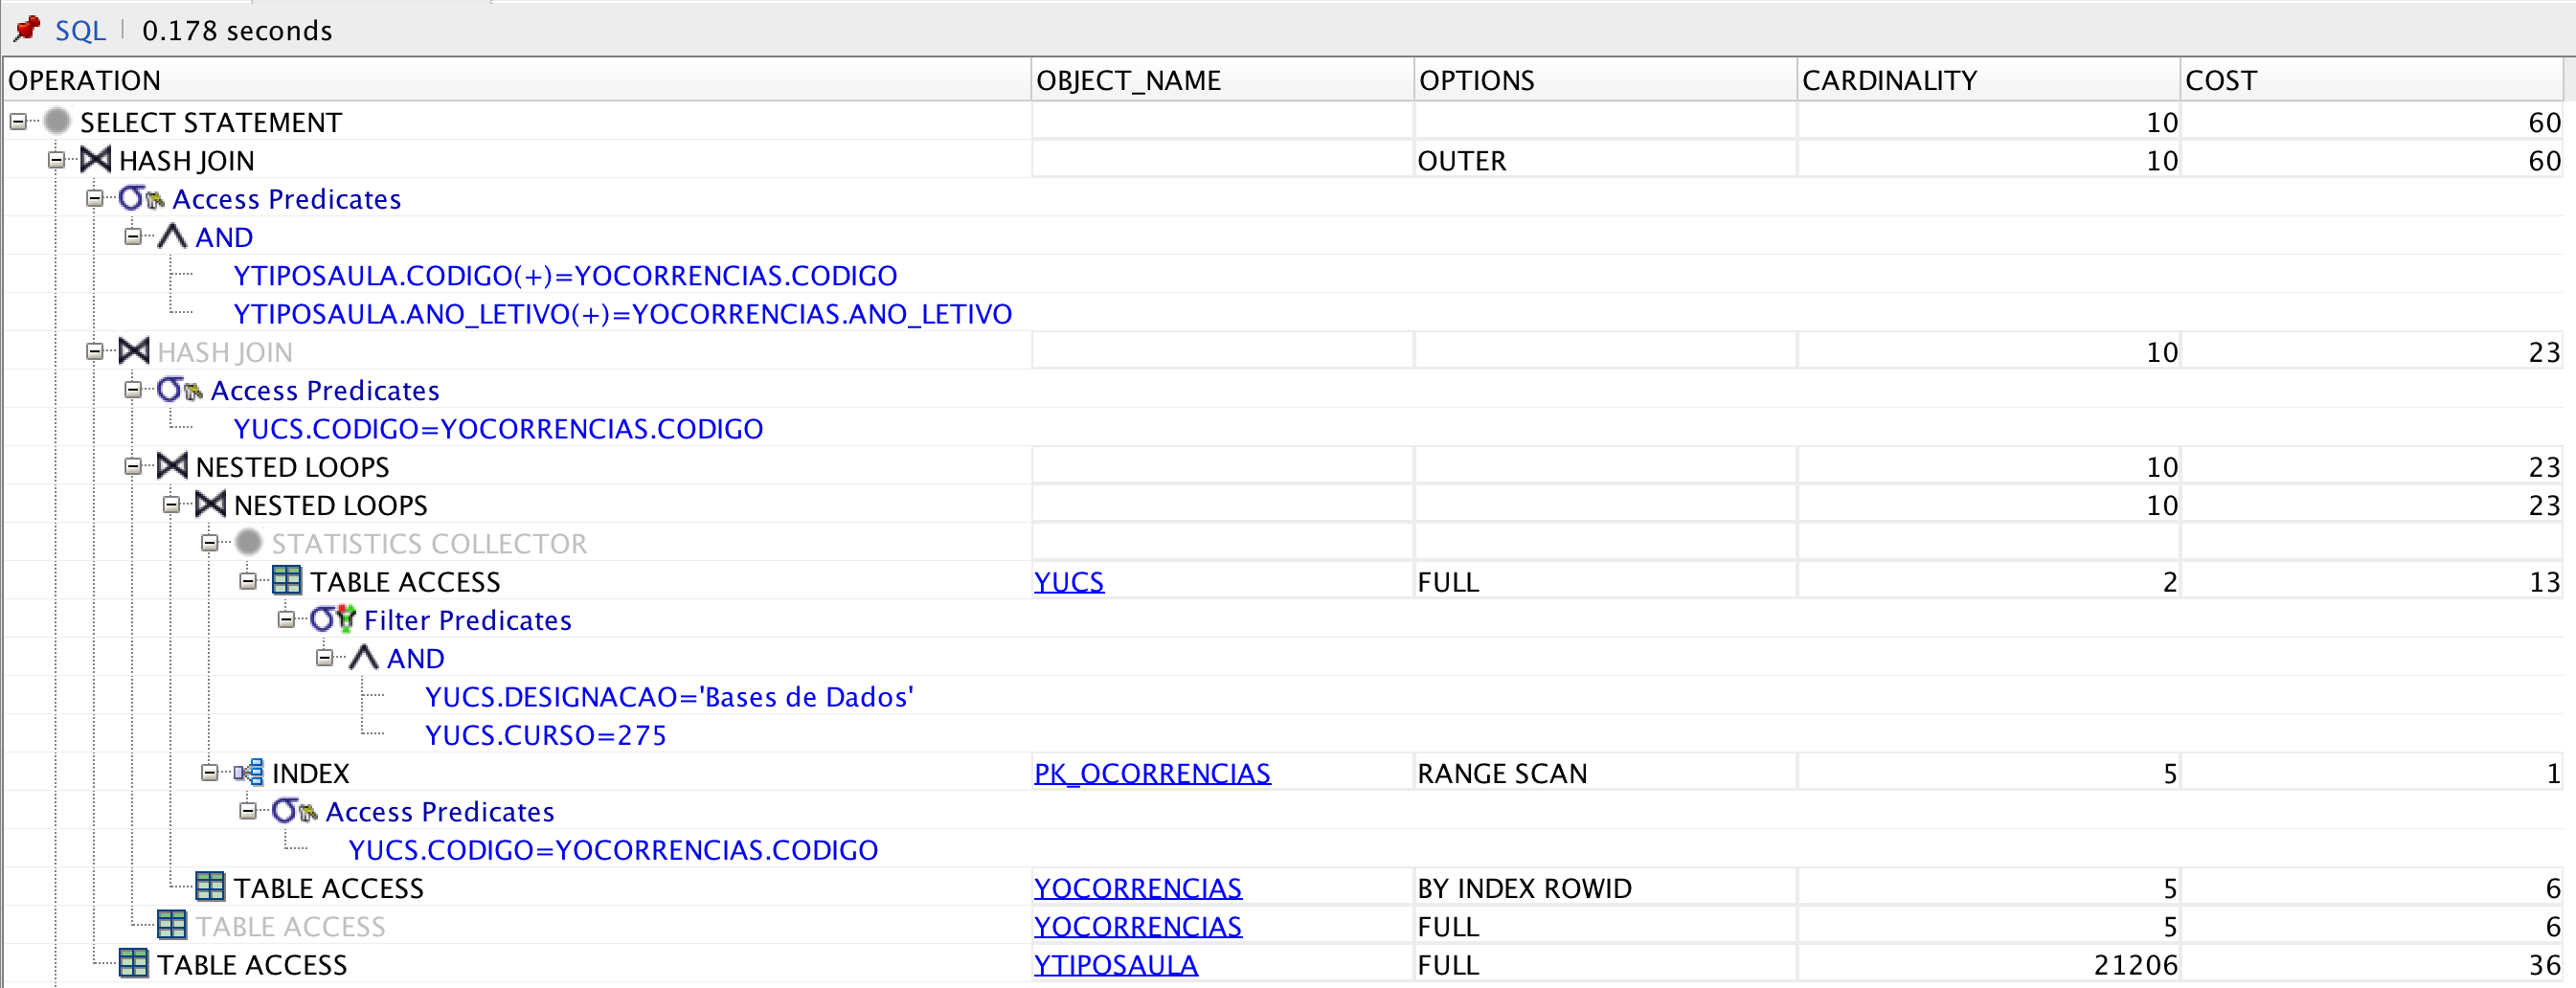 SQL | 0.178 seconds
OPERATION OBJECT_NAME OPTIONS CARDINALITY COST
SELECT STATEMENT 10 60
HASH JOIN OUTER 10 60
Access Predicates
AND
YTIPOSAULA.CODIGO(+)=YOCORRENCIAS.CODIGO
YTIPOSAULA.ANO_LETIVO(+)=YOCORRENCIAS.ANO_LETIVO
HASH JOIN 10 23
Access Predicates
YUCS.CODIGO=YOCORRENCIAS.CODIGO
NESTED LOOPS 10 23
NESTED LOOPS 10 23
STATISTICS COLLECTOR
TABLE ACCESS YUCS FULL 2 13
Filter Predicates
AND
YUCS.DESIGNACAO='Bases de Dados'
YUCS.CURSO=275
INDEX PK_OCORRENCIAS RANGE SCAN 5 1
Access Predicates
YUCS.CODIGO=YOCORRENCIAS.CODIGO
TABLE ACCESS YOCORRENCIAS BY INDEX ROWID 5 6
TABLE ACCESS YOCORRENCIAS FULL 5 6
TABLE ACCESS YTIPOSAULA FULL 21206 36